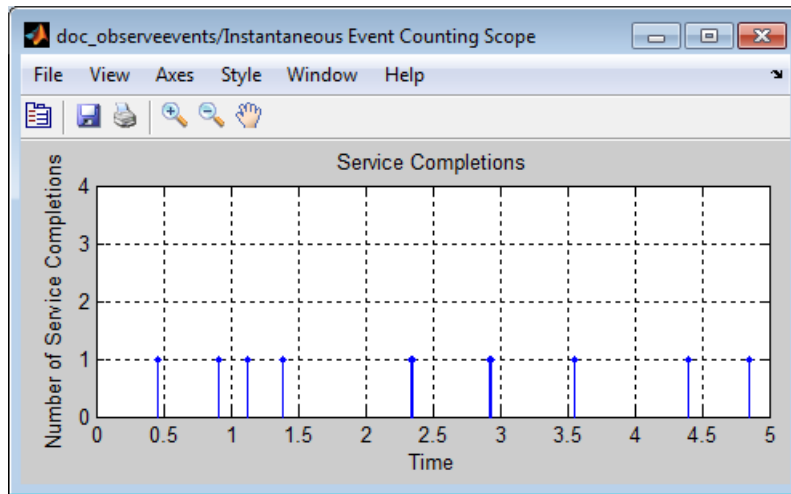 doc_observeevents/Instantaneous Event Counting Scope
File View Axes Style Window Help
Service Completions
Number of Service Completions
4
3
2
1
0
0 0.5 1 1.5 2 2.5 3 3.5 4 4.5 5
Time